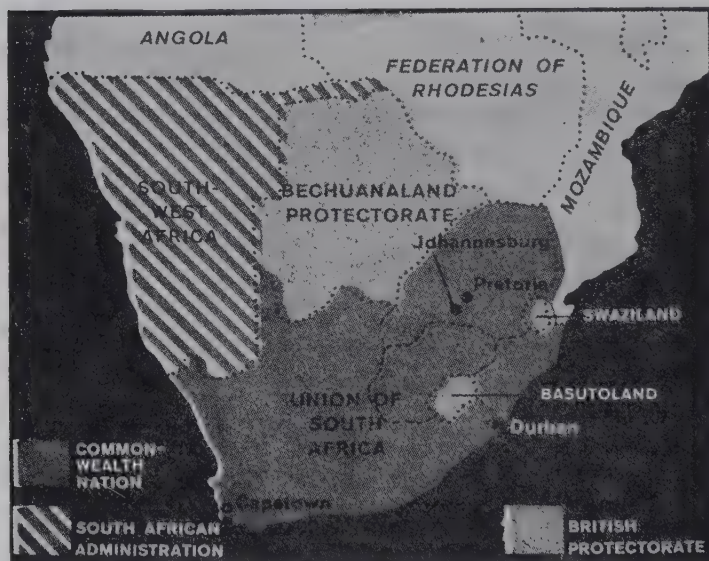 ANGOLA
FEDERATION OF
RHODESIAS
MOZAMBIQUE
SOUTH-
WEST
AFRICA
BECHUANALAND
PROTECTORATE
Johannesburg
Pretoria
SWAZILAND
BASUTOLAND
UNION OF
SOUTH
AFRICA
Durban
Capetown
COMMON-
WEALTH
NATION
SOUTH AFRICAN
ADMINISTRATION
BRITISH
PROTECTORATE